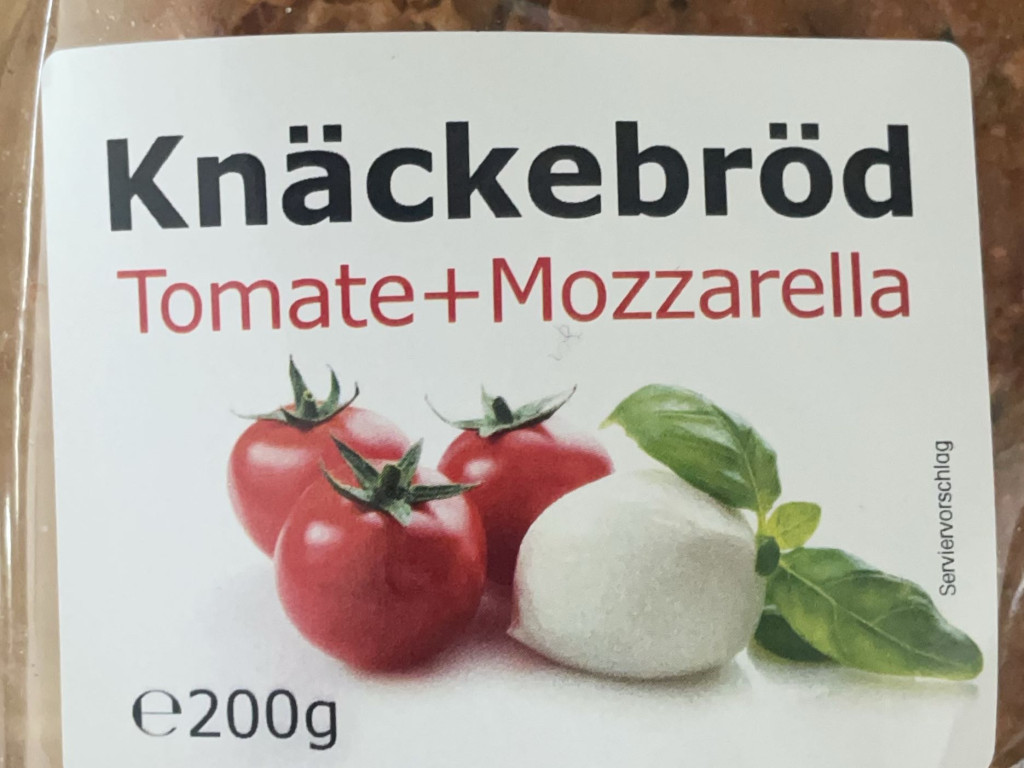 Knäckebröd
Tomate+Mozzarella
Serviervorschlag
℮200g